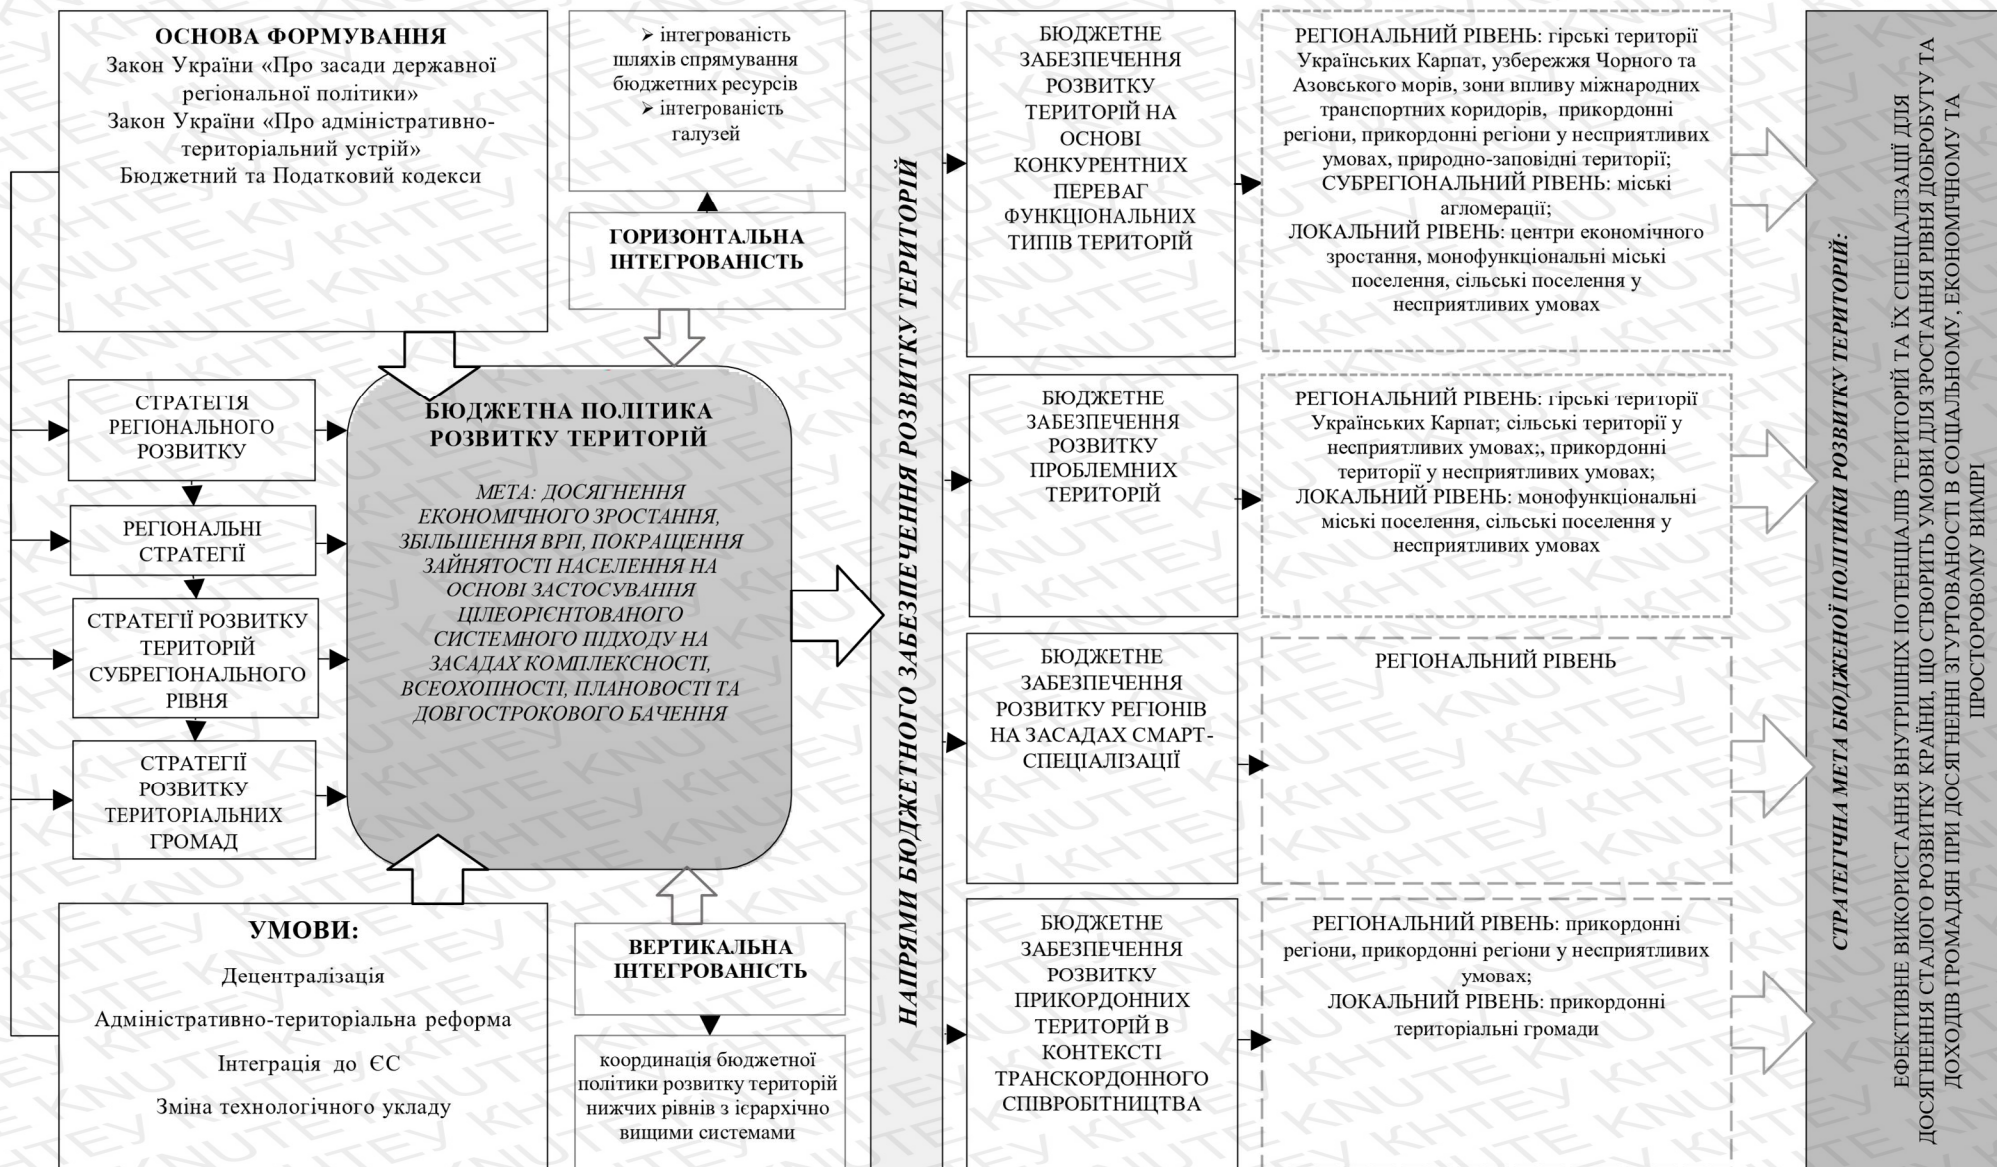 ОСНОВА ФОРМУВАННЯ
Закон України «Про засади державної
регіональної політики»
Закон України «Про адміністративно-
територіальний устрій»
Бюджетний та Податковий кодекси
➢ інтегрованість
шляхів спрямування
бюджетних ресурсів
➢ інтегрованість
галузей
ГОРИЗОНТАЛЬНА
ІНТЕГРОВАНІСТЬ
СТРАТЕГІЯ
РЕГІОНАЛЬНОГО
РОЗВИТКУ
РЕГІОНАЛЬНІ
СТРАТЕГІЇ
СТРАТЕГІЇ РОЗВИТКУ
ТЕРИТОРІЙ
СУБРЕГІОНАЛЬНОГО
РІВНЯ
СТРАТЕГІЇ
РОЗВИТКУ
ТЕРИТОРІАЛЬНИХ
ГРОМАД
БЮДЖЕТНА ПОЛІТИКА
РОЗВИТКУ ТЕРИТОРІЙ
МЕТА: ДОСЯГНЕННЯ
ЕКОНОМІЧНОГО ЗРОСТАННЯ,
ЗБІЛЬШЕННЯ ВРП, ПОКРАЩЕННЯ
ЗАЙНЯТОСТІ НАСЕЛЕННЯ НА
ОСНОВІ ЗАСТОСУВАННЯ
ЦІЛЕОРІЄНТОВАНОГО
СИСТЕМНОГО ПІДХОДУ НА
ЗАСАДАХ КОМПЛЕКСНОСТІ,
ВСЕОХОПНОСТІ, ПЛАНОВОСТІ ТА
ДОВГОСТРОКОВОГО БАЧЕННЯ
УМОВИ:
Децентралізація
Адміністративно-територіальна реформа
Інтеграція до ЄС
Зміна технологічного укладу
ВЕРТИКАЛЬНА
ІНТЕГРОВАНІСТЬ
координація бюджетної
політики розвитку територій
нижчих рівнів з ієрархічно
вищими системами
НАПРЯМИ БЮДЖЕТНОГО ЗАБЕЗПЕЧЕННЯ РОЗВИТКУ ТЕРИТОРІЙ
БЮДЖЕТНЕ
ЗАБЕЗПЕЧЕННЯ
РОЗВИТКУ
ТЕРИТОРІЙ НА
ОСНОВІ
КОНКУРЕНТНИХ
ПЕРЕВАГ
ФУНКЦІОНАЛЬНИХ
ТИПІВ ТЕРИТОРІЙ
РЕГІОНАЛЬНИЙ РІВЕНЬ: гірські території
Українських Карпат, узбережжя Чорного та
Азовського морів, зони впливу міжнародних
транспортних коридорів, прикордонні
регіони, прикордонні регіони у несприятливих
умовах, природно-заповідні території;
СУБРЕГІОНАЛЬНИЙ РІВЕНЬ: міські
агломерації;
ЛОКАЛЬНИЙ РІВЕНЬ: центри економічного
зростання, монофункціональні міські
поселення, сільські поселення у
несприятливих умовах
БЮДЖЕТНЕ
ЗАБЕЗПЕЧЕННЯ
РОЗВИТКУ
ПРОБЛЕМНИХ
ТЕРИТОРІЙ
РЕГІОНАЛЬНИЙ РІВЕНЬ: гірські території
Українських Карпат; сільські території у
несприятливих умовах;, прикордонні
території у несприятливих умовах;
ЛОКАЛЬНИЙ РІВЕНЬ: монофункціональні
міські поселення, сільські поселення у
несприятливих умовах
БЮДЖЕТНЕ
ЗАБЕЗПЕЧЕННЯ
РОЗВИТКУ РЕГІОНІВ
НА ЗАСАДАХ СМАРТ-
СПЕЦІАЛІЗАЦІЇ
РЕГІОНАЛЬНИЙ РІВЕНЬ
БЮДЖЕТНЕ
ЗАБЕЗПЕЧЕННЯ
РОЗВИТКУ
ПРИКОРДОННИХ
ТЕРИТОРІЙ В
КОНТЕКСТІ
ТРАНСКОРДОННОГО
СПІВРОБІТНИЦТВА
РЕГІОНАЛЬНИЙ РІВЕНЬ: прикордонні
регіони, прикордонні регіони у несприятливих
умовах;
ЛОКАЛЬНИЙ РІВЕНЬ: прикордонні
територіальні громади
СТРАТЕГІЧНА МЕТА БЮДЖЕНОЇ ПОЛІТИКИ РОЗВИТКУ ТЕРИТОРІЙ:
ЕФЕКТИВНЕ ВИКОРИСТАННЯ ВНУТРІШНІХ ПОТЕНЦІАЛІВ ТЕРИТОРІЙ ТА ЇХ СПЕЦІАЛІЗАЦІЇ ДЛЯ
ДОСЯГНЕННЯ СТАЛОГО РОЗВИТКУ КРАЇНИ, ЩО СТВОРИТЬ УМОВИ ДЛЯ ЗРОСТАННЯ РІВНЯ ДОБРОБУТУ ТА
ДОХОДІВ ГРОМАДЯН ПРИ ДОСЯГНЕННІ ЗГУРТОВАНОСТІ В СОЦІАЛЬНОМУ, ЕКОНОМІЧНОМУ ТА
ПРОСТОРОВОМУ ВИМІРІ